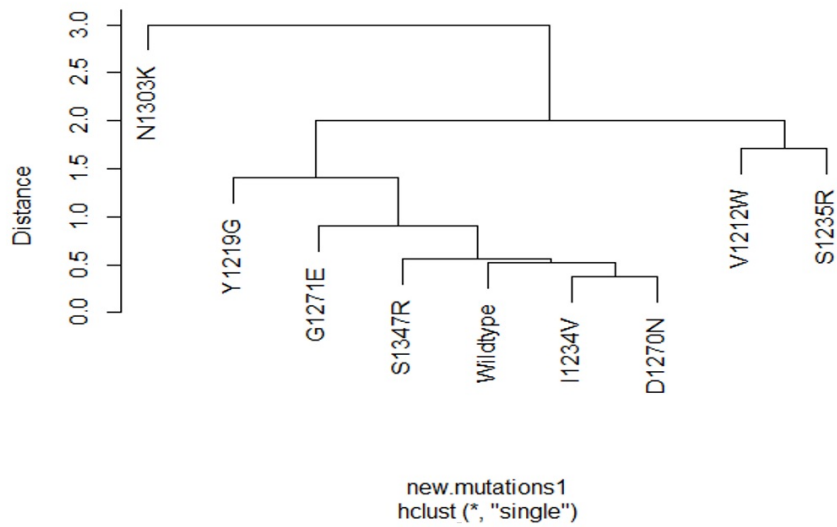 3.0
2.5
2.0
1.5
1.0
0.5
0.0
Distance
N1303K
Y1219G
G1271E
S1347R
Wildtype
I1234V
D1270N
V1212W
S1235R
new.mutations1
hclust (*, "single")